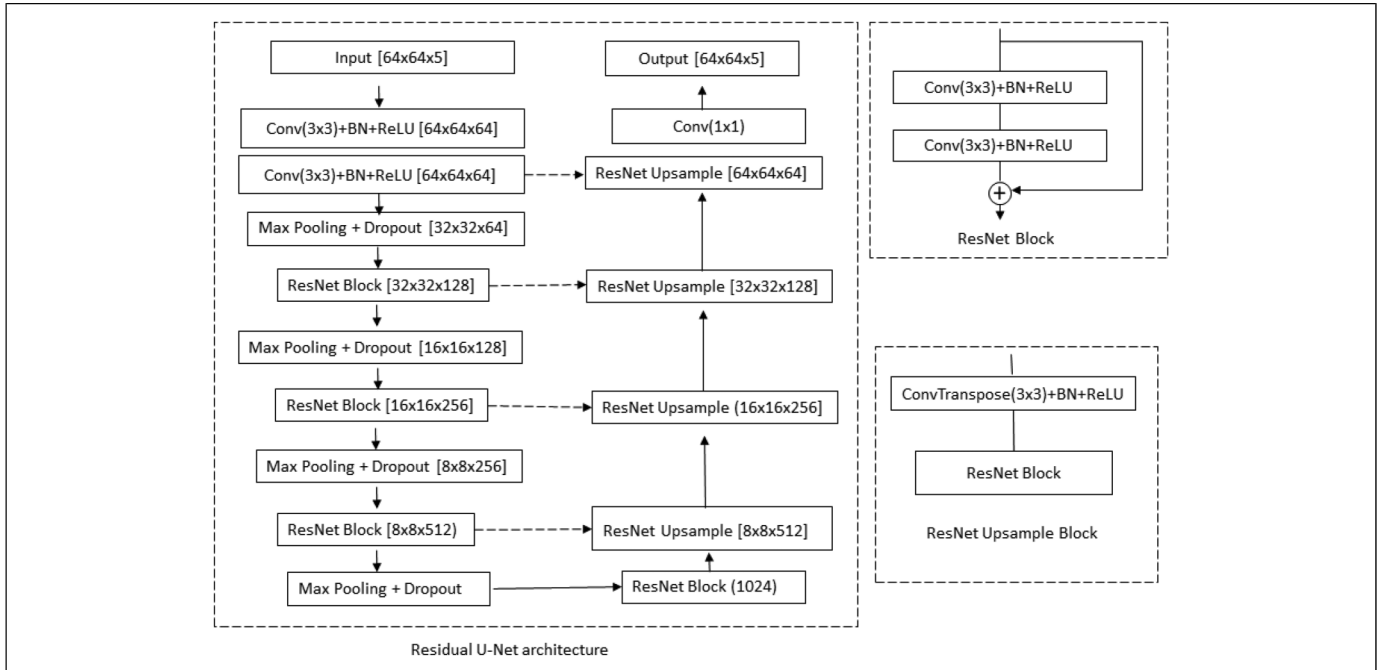 Input [64x64x5]
Conv(3x3)+BN+ReLU [64x64x64]
Conv(3x3)+BN+ReLU [64x64x64]
Max Pooling + Dropout [32x32x64]
ResNet Block [32x32x128]
Max Pooling + Dropout [16x16x128]
ResNet Block [16x16x256]
Max Pooling + Dropout [8x8x256]
ResNet Block [8x8x512)
Max Pooling + Dropout
Output [64x64x5]
Conv(1x1)
ResNet Upsample [64x64x64]
ResNet Upsample [32x32x128]
ResNet Upsample (16x16x256]
ResNet Upsample [8x8x512]
ResNet Block (1024)
Residual U-Net architecture
Conv(3x3)+BN+ReLU
Conv(3x3)+BN+ReLU
+
ResNet Block
ConvTranspose(3x3)+BN+ReLU
ResNet Block
ResNet Upsample Block